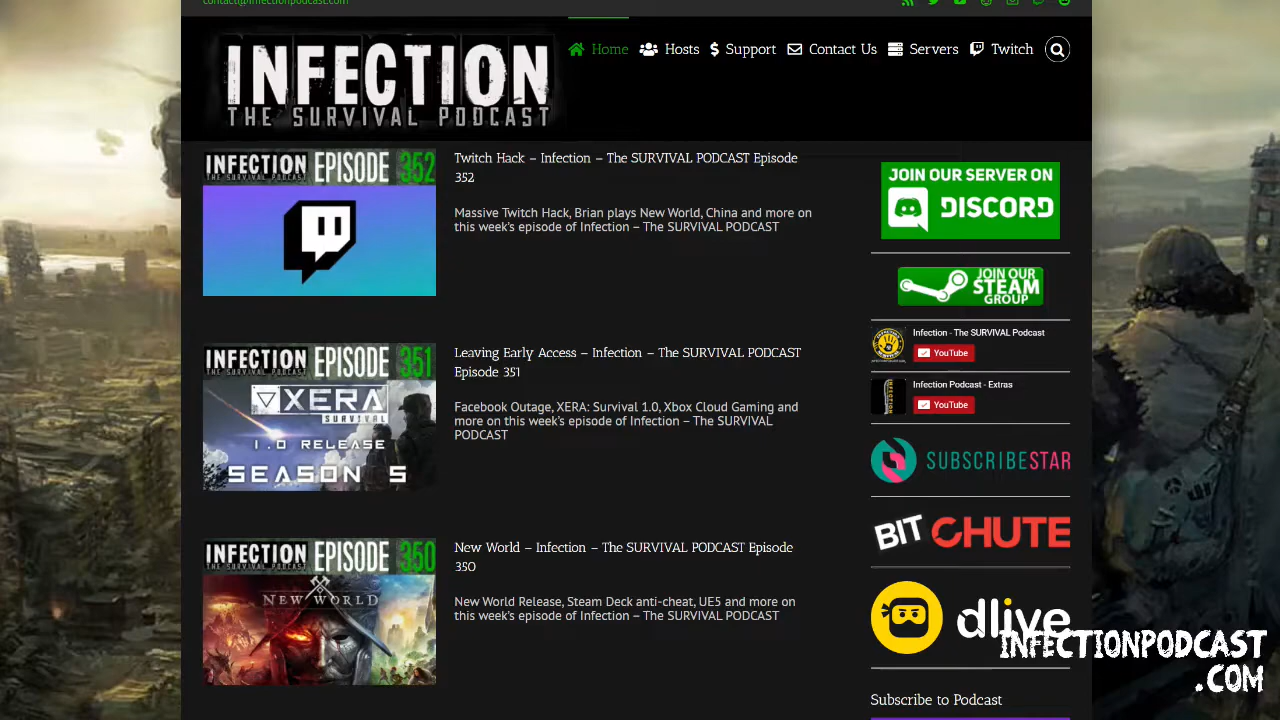 contact@infectionpodcast.com
INFECTION
THE SURVIVAL PODCAST
Home Hosts Support Contact Us Servers Twitch
INFECTION EPISODE 352
THE SURVIVAL PODCAST
Twitch Hack – Infection – The SURVIVAL PODCAST Episode
352
Massive Twitch Hack, Brian plays New World, China and more on
this week's episode of Infection – The SURVIVAL PODCAST
INFECTION EPISODE 351
THE SURVIVAL PODCAST
XERA
SURVIVAL
1.0 RELEASE
SEASON 5
Leaving Early Access – Infection – The SURVIVAL PODCAST
Episode 351
Facebook Outage, XERA: Survival 1.0, Xbox Cloud Gaming and
more on this week's episode of Infection – The SURVIVAL
PODCAST
INFECTION EPISODE 350
THE SURVIVAL PODCAST
NEW WORLD
New World – Infection – The SURVIVAL PODCAST Episode
350
New World Release, Steam Deck anti-cheat, UE5 and more on
this week's episode of Infection – The SURVIVAL PODCAST
JOIN OUR SERVER ON
DISCORD
JOIN OUR
STEAM
GROUP
Infection - The SURVIVAL Podcast
YouTube
Infection Podcast - Extras
YouTube
SUBSCRIBESTAR
BIT CHUTE
dlive
INFECTIONPODCAST
.COM
Subscribe to Podcast